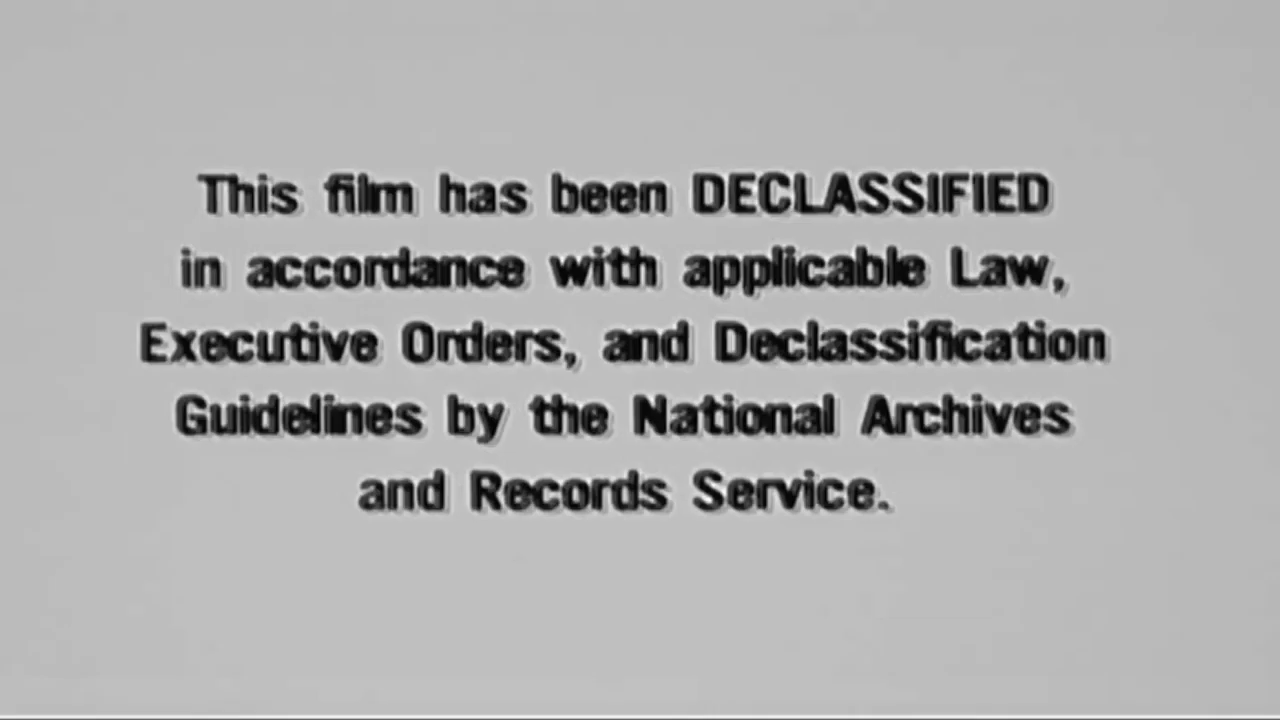 This film has been DECLASSIFIED
in accordance with applicable Law,
Executive Orders, and Declassification
Guidelines by the National Archives
and Records Service.